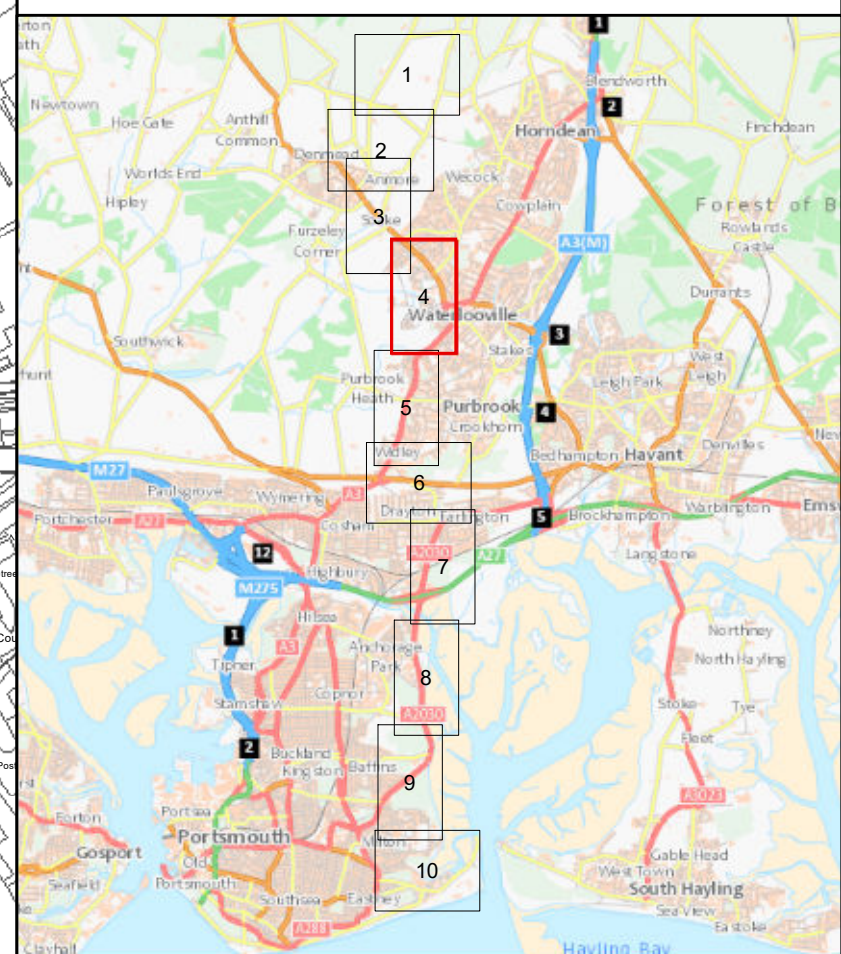 1
Blendworth
1
2
Newtown
Hoe Gate
Anthill
Common
Horndean
Finchdean
2
Denmead
Worlds End
Anmore
Wecock
Hipley
Cowplain
Forest of B
3
Furzeley
Corner
Rowlands
Castle
A3(M)
Durrants
4
Waterlooville
Southwick
3
Stakes
West
Leigh
Leigh Park
Purbrook
Heath
5
Purbrook
Crookhorn
4
Denvilles
Widley
Bedhampton
Havant
M27
6
Paulsgrove
Wymering
A3
Drayton
Farlington
5
Brockhampton
Warblington
Emsw
Portchester
A27
Cosham
12
A2030
A27
7
Langstone
Highbury
M275
Hilsea
1
A3
Anchorage
Park
Northney
North Hayling
Tipner
8
Copnor
Stamshaw
A2030
Stoke
Tye
Fleet
2
Buckland
Kingston
Baffins
9
A3023
Forton
Portsea
Portsmouth
Milton
Gosport
Old
Portsmouth
10
Gable Head
West Town
South Hayling
Seafield
Southsea
Eastney
Sea View
Eastoke
A288
Clayhall
Hayling Bay